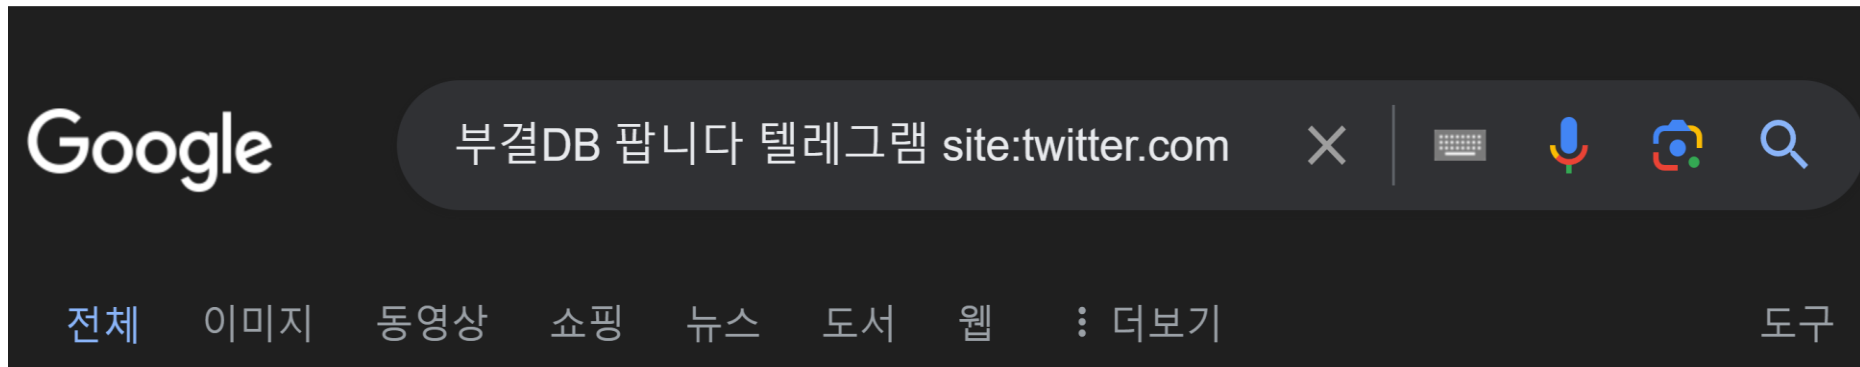 Google 부결DB 팝니다 텔레그램 site:twitter.com
전체 이미지 동영상 쇼핑 뉴스 도서 웹 더보기 도구